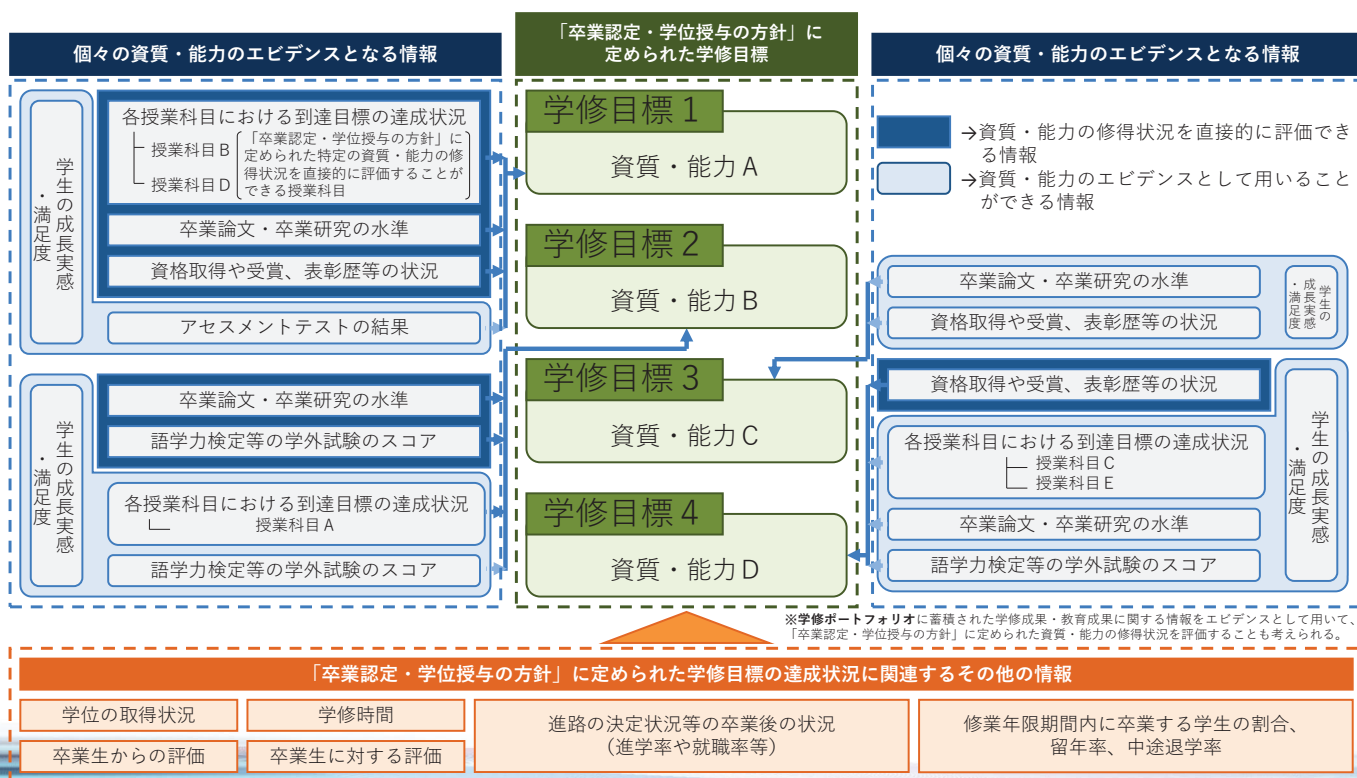 個々の資質・能力のエビデンスとなる情報
学生の成長実感
・満足度
各授業科目における到達目標の達成状況
授業科目B
授業科目D
「卒業認定・学位授与の方針」に
定められた特定の資質・能力の修
得状況を直接的に評価することが
できる授業科目
卒業論文・卒業研究の水準
資格取得や受賞、表彰歴等の状況
アセスメントテストの結果
学生の成長実感
・満足度
卒業論文・卒業研究の水準
語学力検定等の学外試験のスコア
各授業科目における到達目標の達成状況
授業科目A
語学力検定等の学外試験のスコア
「卒業認定・学位授与の方針」に
定められた学修目標
学修目標1
資質・能力A
学修目標2
資質・能力B
学修目標3
資質・能力C
学修目標4
資質・能力D
個々の資質・能力のエビデンスとなる情報
→資質・能力の修得状況を直接的に評価でき
る情報
→資質・能力のエビデンスとして用いること
ができる情報
卒業論文・卒業研究の水準
資格取得や受賞、表彰歴等の状況
学生の
成長実感
・満足度
資格取得や受賞、表彰歴等の状況
各授業科目における到達目標の達成状況
授業科目C
授業科目E
卒業論文・卒業研究の水準
語学力検定等の学外試験のスコア
学生の成長実感
・満足度
※学修ポートフォリオに蓄積された学修成果・教育成果に関する情報をエビデンスとして用いて、
「卒業認定・学位授与の方針」に定められた資質・能力の修得状況を評価することも考えられる。
「卒業認定・学位授与の方針」に定められた学修目標の達成状況に関連するその他の情報
学位の取得状況
学修時間
卒業生からの評価
卒業生に対する評価
進路の決定状況等の卒業後の状況
(進学率や就職率等)
修業年限期間内に卒業する学生の割合、
留年率、中途退学率